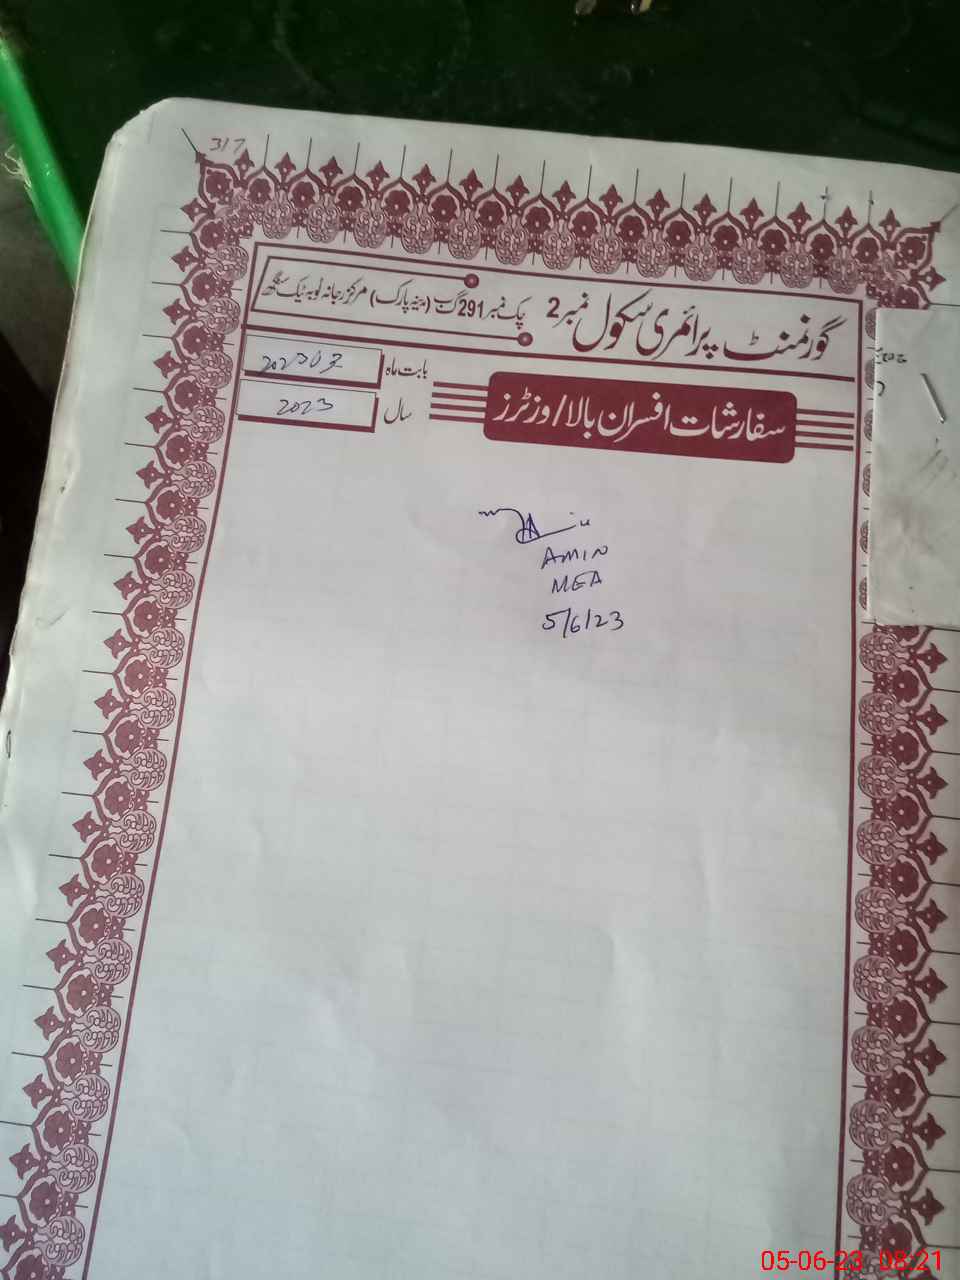 317
گورنمنٹ پرائمری سکول نمبر 2 چک نمبر 291 گ ب (مینہ پارک) مرکز رجانہ ٹوبہ ٹیک سنگھ
بابت ماہ
سال 2023
سفارشات افسران بالا/وزٹرز
AMIN
MEA
5/6/23
05-06-23 08:21